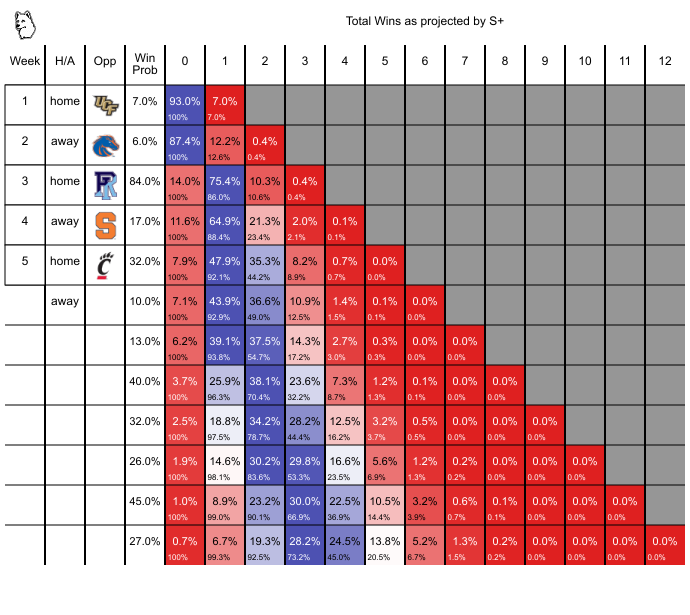 Total Wins as projected by S+
Week H/A Opp Win Prob 0 1 2 3 4 5 6 7 8 9 10 11 12
1 home UCF 7.0% 93.0% 7.0%
100% 7.0%
2 away 6.0% 87.4% 12.2% 0.4%
100% 12.6% 0.4%
3 home R 84.0% 14.0% 75.4% 10.3% 0.4%
100% 86.0% 10.6% 0.4%
4 away S 17.0% 11.6% 64.9% 21.3% 2.0% 0.1%
100% 88.4% 23.4% 2.1% 0.1%
5 home C 32.0% 7.9% 47.9% 35.3% 8.2% 0.7% 0.0%
100% 92.1% 44.2% 8.9% 0.7% 0.0%
away 10.0% 7.1% 43.9% 36.6% 10.9% 1.4% 0.1% 0.0%
100% 92.9% 49.0% 12.5% 1.5% 0.1% 0.0%
13.0% 6.2% 39.1% 37.5% 14.3% 2.7% 0.3% 0.0% 0.0%
100% 93.8% 54.7% 17.2% 3.0% 0.3% 0.0% 0.0%
40.0% 3.7% 25.9% 38.1% 23.6% 7.3% 1.2% 0.1% 0.0% 0.0%
100% 96.3% 70.4% 32.2% 8.7% 1.3% 0.1% 0.0% 0.0%
32.0% 2.5% 18.8% 34.2% 28.2% 12.5% 3.2% 0.5% 0.0% 0.0% 0.0%
100% 97.5% 78.7% 44.4% 16.2% 3.7% 0.5% 0.0% 0.0% 0.0%
26.0% 1.9% 14.6% 30.2% 29.8% 16.6% 5.6% 1.2% 0.2% 0.0% 0.0% 0.0%
100% 98.1% 83.6% 53.3% 23.5% 6.9% 1.3% 0.2% 0.0% 0.0% 0.0%
45.0% 1.0% 8.9% 23.2% 30.0% 22.5% 10.5% 3.2% 0.6% 0.1% 0.0% 0.0% 0.0%
100% 99.0% 90.1% 66.9% 36.9% 14.4% 3.9% 0.7% 0.1% 0.0% 0.0% 0.0%
27.0% 0.7% 6.7% 19.3% 28.2% 24.5% 13.8% 5.2% 1.3% 0.2% 0.0% 0.0% 0.0% 0.0%
100% 99.3% 92.5% 73.2% 45.0% 20.5% 6.7% 1.5% 0.2% 0.0% 0.0% 0.0% 0.0%